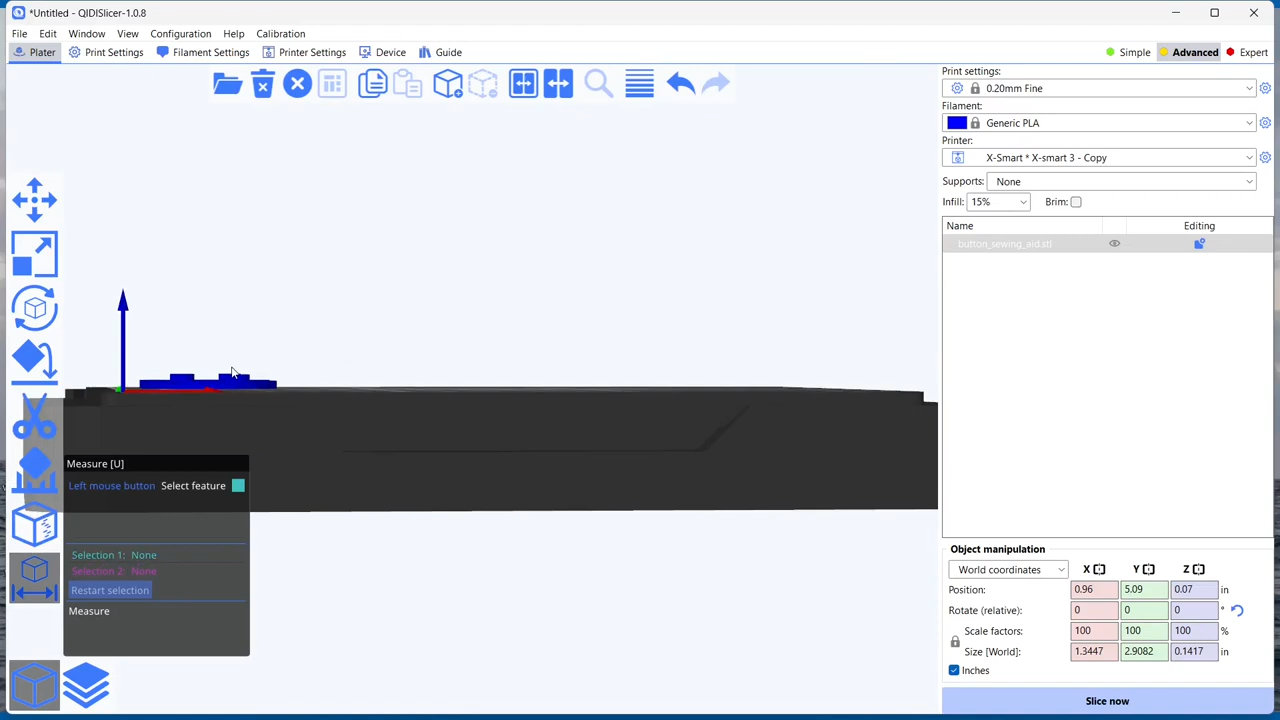 *Untitled - QIDISlicer-1.0.8
File Edit Window View Configuration Help Calibration
Plater Print Settings Filament Settings Printer Settings Device Guide Simple Advanced Expert
Print settings:
0.20mm Fine
Filament:
Generic PLA
Printer:
X-Smart * X-smart 3 - Copy
Supports: None
Infill: 15% Brim:
Name Editing
button_sewing_aid.stl
Measure [U]
Left mouse button Select feature
Selection 1: None
Selection 2: None
Restart selection
Measure
Object manipulation
World coordinates X Y Z
Position: 0.96 5.09 0.07 in
Rotate (relative): 0 0 0 °
Scale factors: 100 100 100 %
Size [World]: 1.3447 2.9082 0.1417 in
Inches
Slice now